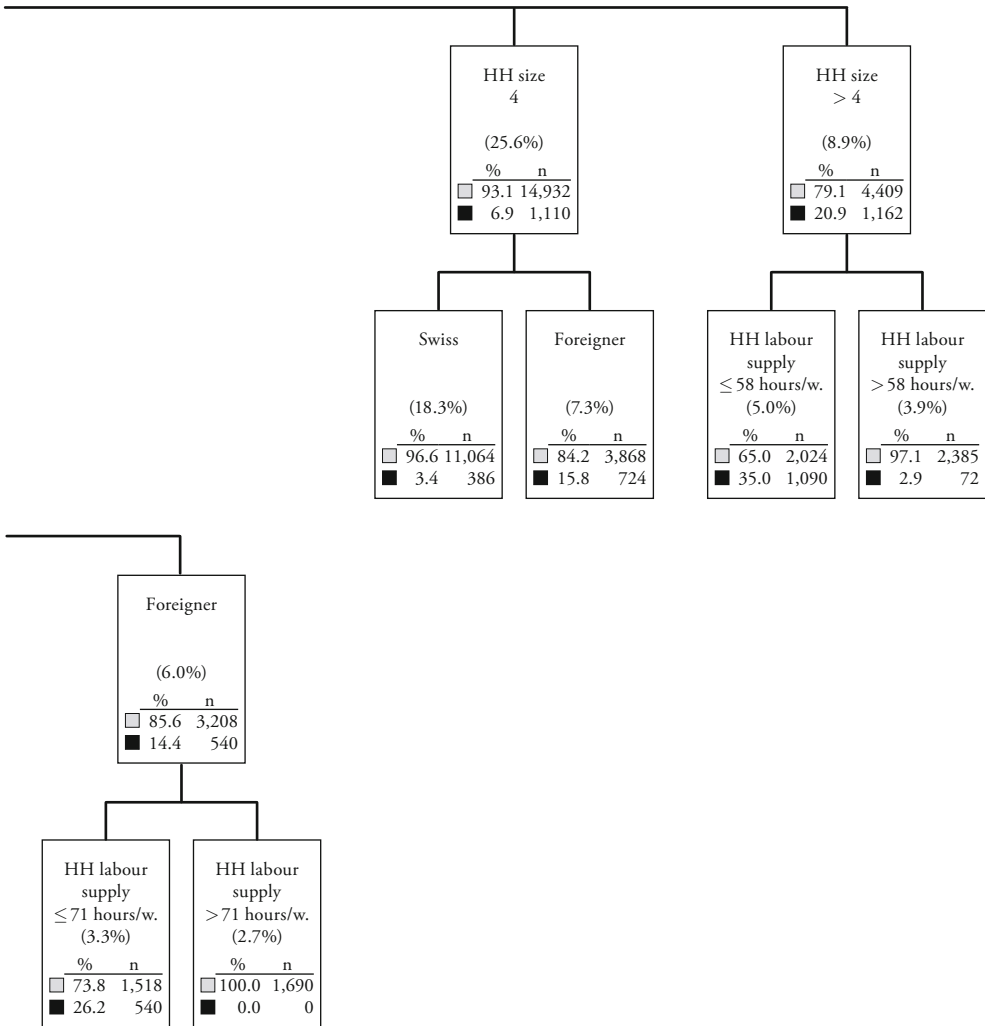 HH size
4
(25.6%)
% n
93.1 14,932
6.9 1,110
HH size
> 4
(8.9%)
% n
79.1 4,409
20.9 1,162
Swiss
(18.3%)
% n
96.6 11,064
3.4 386
Foreigner
(7.3%)
% n
84.2 3,868
15.8 724
HH labour
supply
≤ 58 hours/w.
(5.0%)
% n
65.0 2,024
35.0 1,090
HH labour
supply
> 58 hours/w.
(3.9%)
% n
97.1 2,385
2.9 72
Foreigner
(6.0%)
% n
85.6 3,208
14.4 540
HH labour
supply
≤ 71 hours/w.
(3.3%)
% n
73.8 1,518
26.2 540
HH labour
supply
> 71 hours/w.
(2.7%)
% n
100.0 1,690
0.0 0